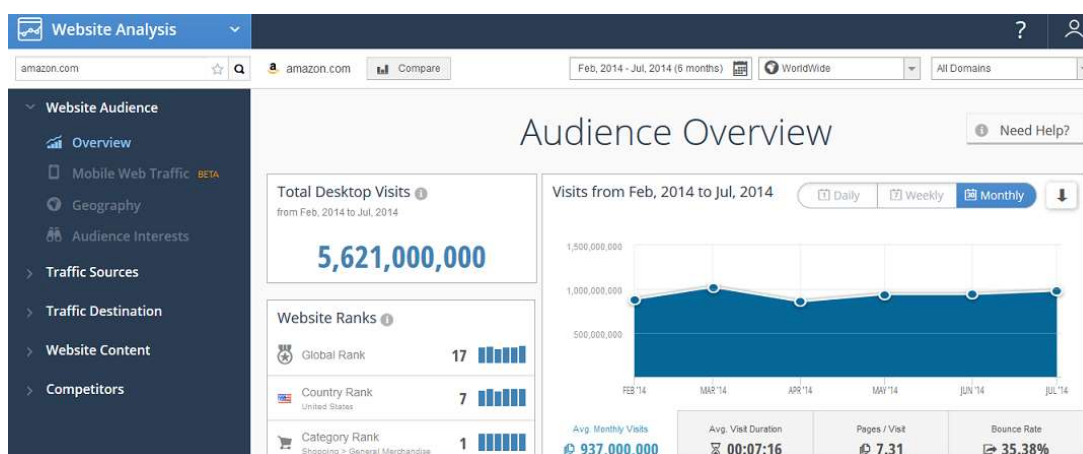 Website Analysis
?
amazon.com
a amazon.com
Compare
Feb, 2014 - Jul, 2014 (6 months)
WorldWide
All Domains
Website Audience
Overview
Mobile Web Traffic BETA
Geography
Audience Interests
Traffic Sources
Traffic Destination
Website Content
Competitors
Audience Overview
Need Help?
Total Desktop Visits
from Feb, 2014 to Jul, 2014
5,621,000,000
Website Ranks
Global Rank 17
Country Rank 7
United States
Category Rank 1
Shopping > General Merchandise
Visits from Feb, 2014 to Jul, 2014
Daily
Weekly
Monthly
1,500,000,000
1,000,000,000
500,000,000
FEB '14 MAR '14 APR '14 MAY '14 JUN '14 JUL '14
Avg. Monthly Visits
937,000,000
Avg. Visit Duration
00:07:16
Pages / Visit
7.31
Bounce Rate
35.38%